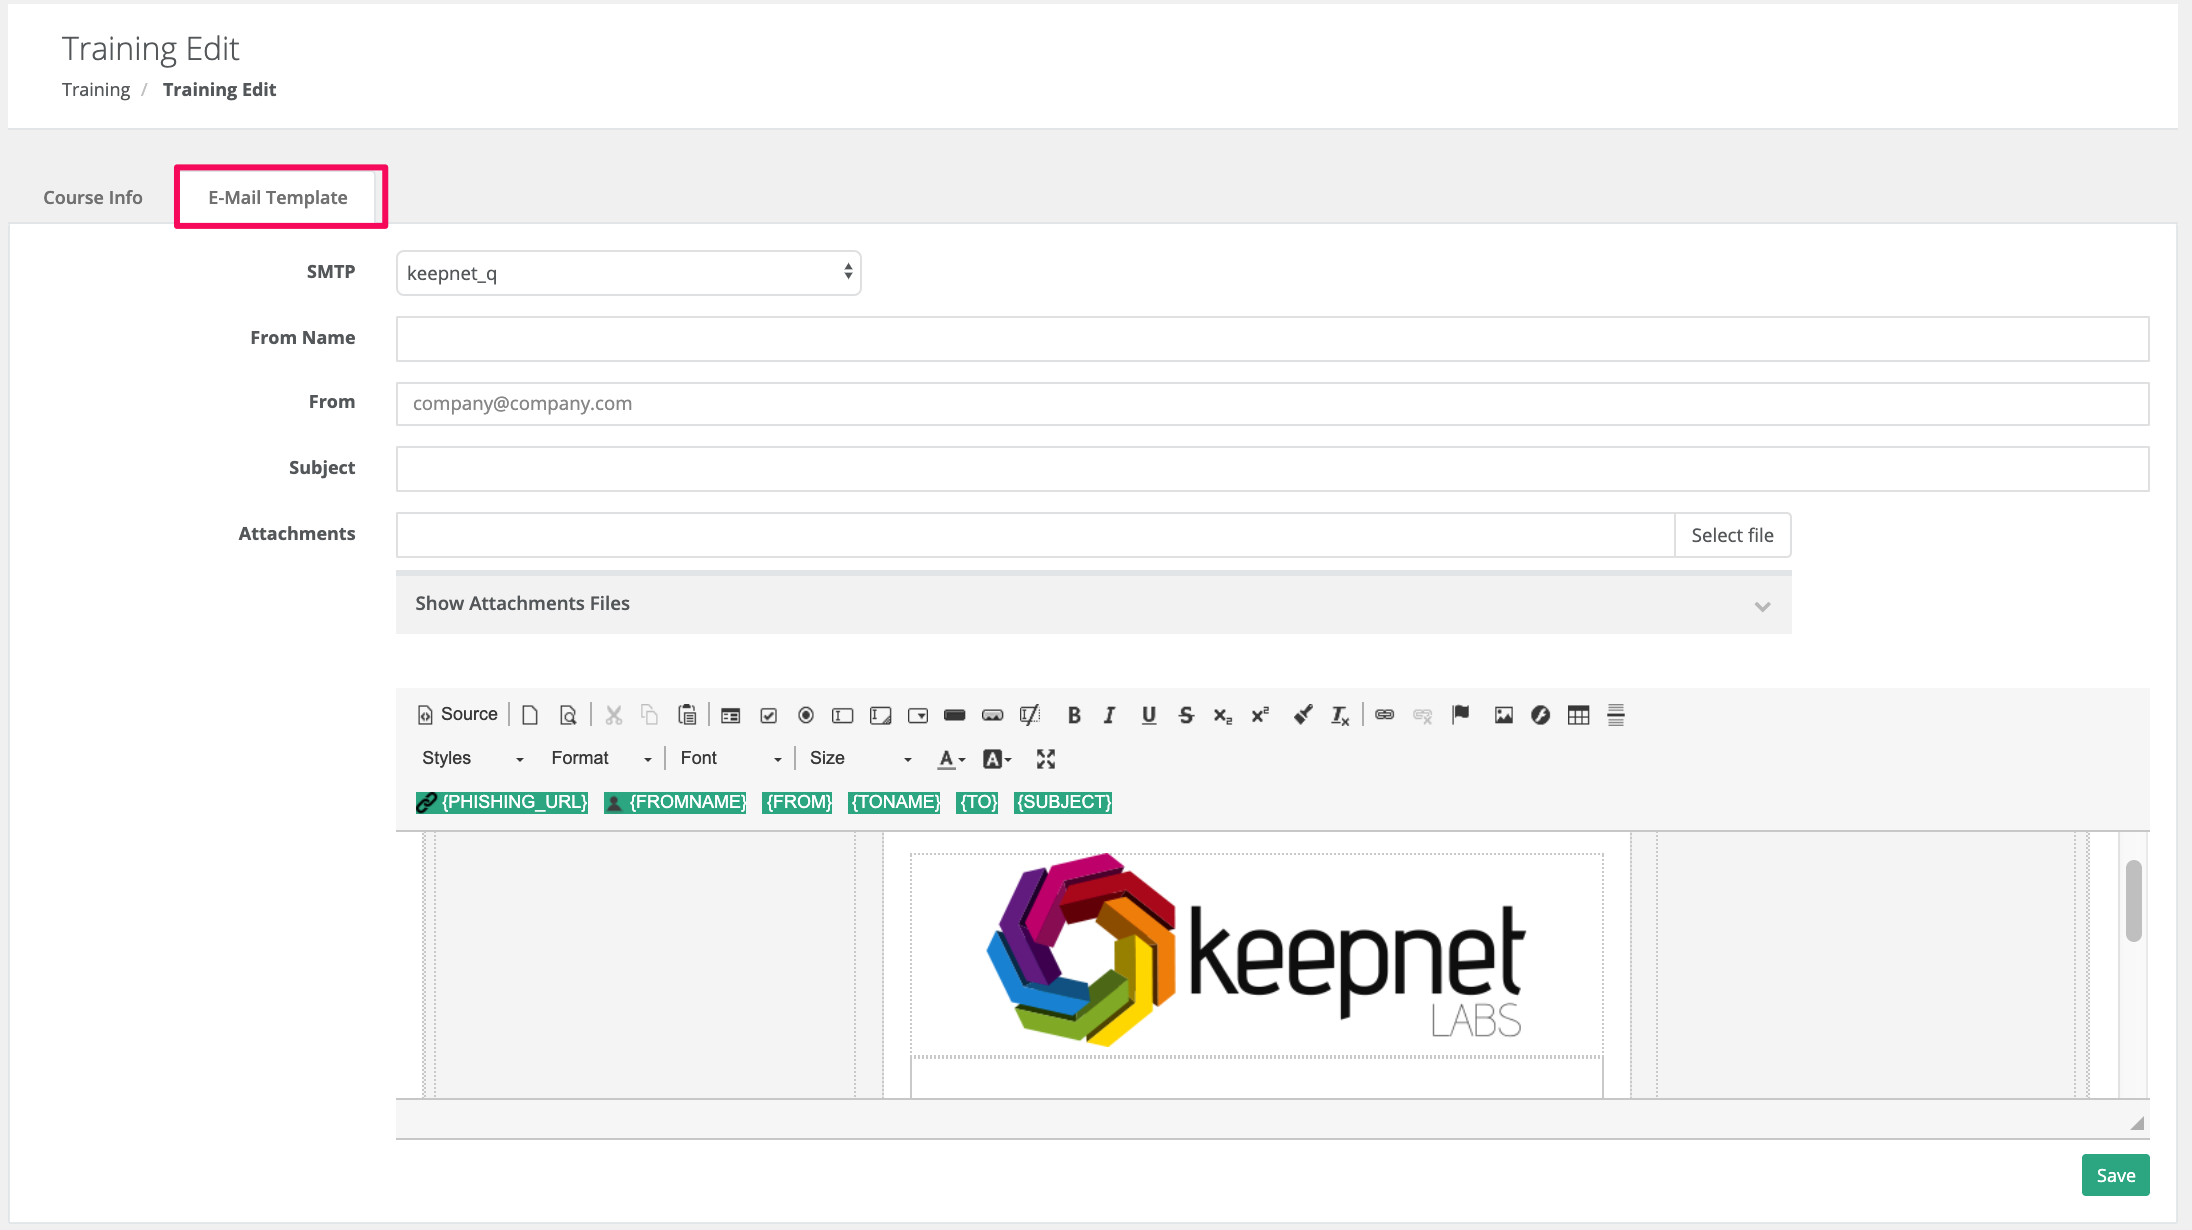 Training Edit
Training / Training Edit
Course Info E-Mail Template
SMTP keepnet_q
From Name
From company@company.com
Subject
Attachments Select file
Show Attachments Files
Source
Styles Format Font Size
{PHISHING_URL} {FROMNAME} {FROM} {TONAME} {TO} {SUBJECT}
keepnet
LABS
Save